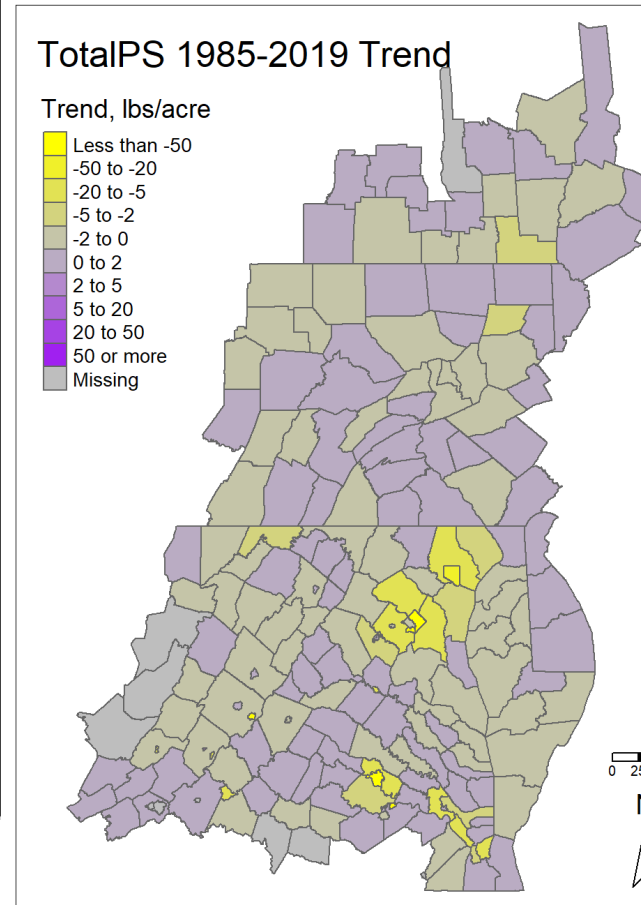 TotalPS 1985-2019 Trend
Trend, lbs/acre
Less than -50
-50 to -20
-20 to -5
-5 to -2
-2 to 0
0 to 2
2 to 5
5 to 20
20 to 50
50 or more
Missing
0
N